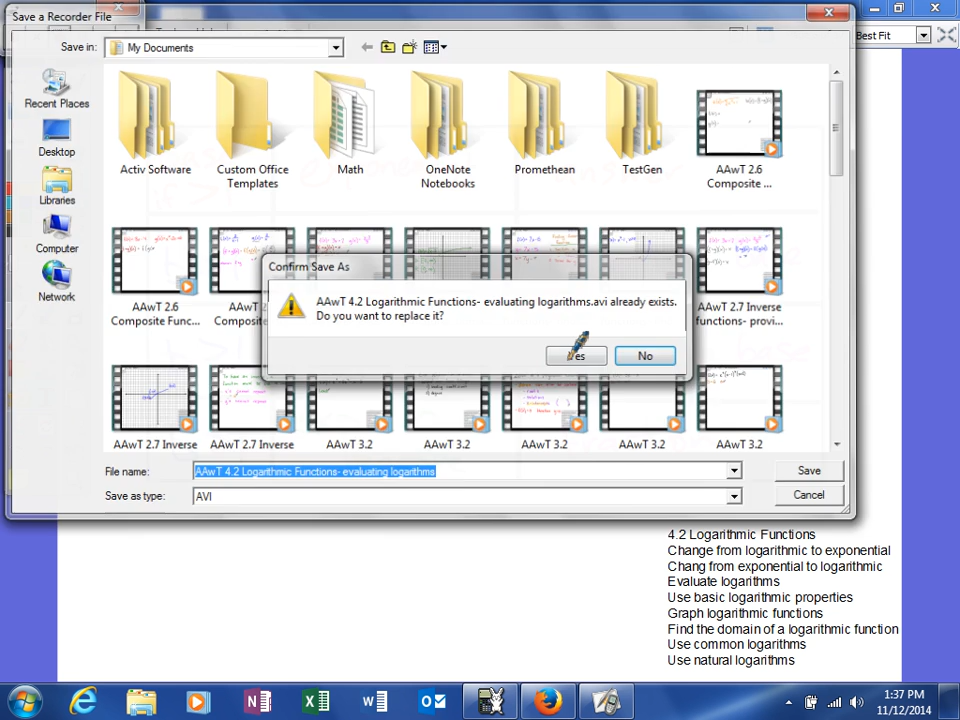 Save a Recorder File
Save in:
My Documents
Best Fit
Recent Places
Desktop
Libraries
Computer
Network
Activ Software
Custom Office
Templates
Math
OneNote
Notebooks
Promethean
TestGen
AAwT 2.6
Composite ...
AAwT 2.6
Composite Func...
AAwT 2.7 Inverse
functions- provi...
Confirm Save As
AAwT 4.2 Logarithmic Functions- evaluating logarithms.avi already exists.
Do you want to replace it?
Yes
No
AAwT 2.7 Inverse
AAwT 2.7 Inverse
AAwT 3.2
AAwT 3.2
AAwT 3.2
AAwT 3.2
AAwT 3.2
File name:
AAwT 4.2 Logarithmic Functions- evaluating logarithms
Save
Save as type:
AVI
Cancel
4.2 Logarithmic Functions
Change from logarithmic to exponential
Chang from exponential to logarithmic
Evaluate logarithms
Use basic logarithmic properties
Graph logarithmic functions
Find the domain of a logarithmic function
Use common logarithms
Use natural logarithms
1:37 PM
11/12/2014